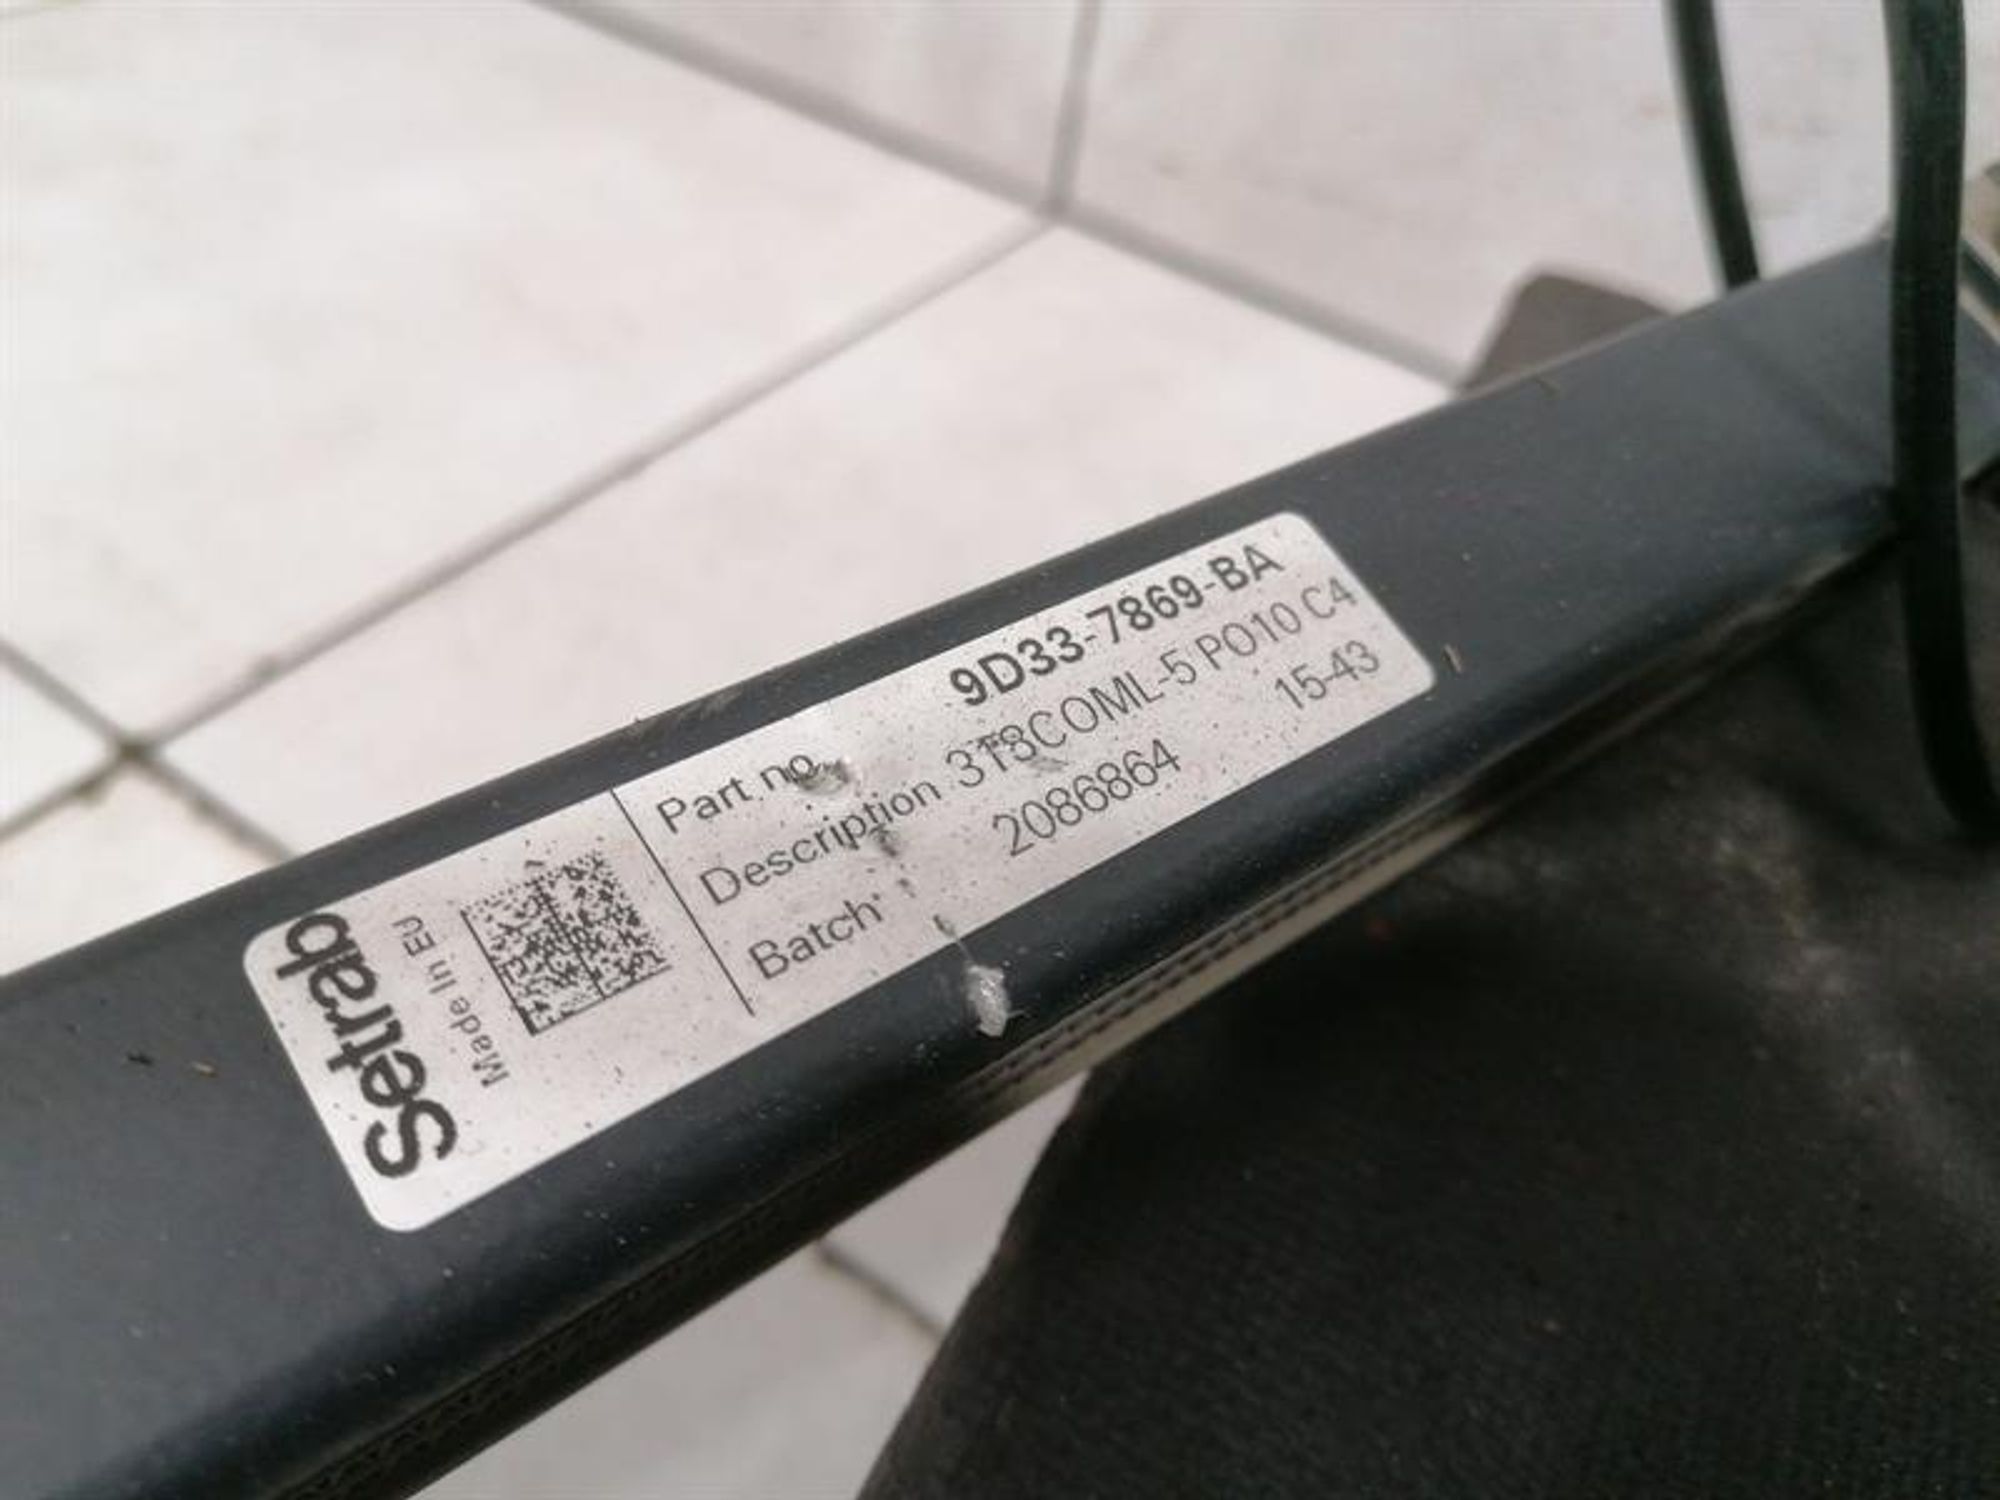 Setrab
Made In EU
Part no. 9D33-7869-BA
Description 3T8COML-5 PO10 C4
Batch 2086864 15-43